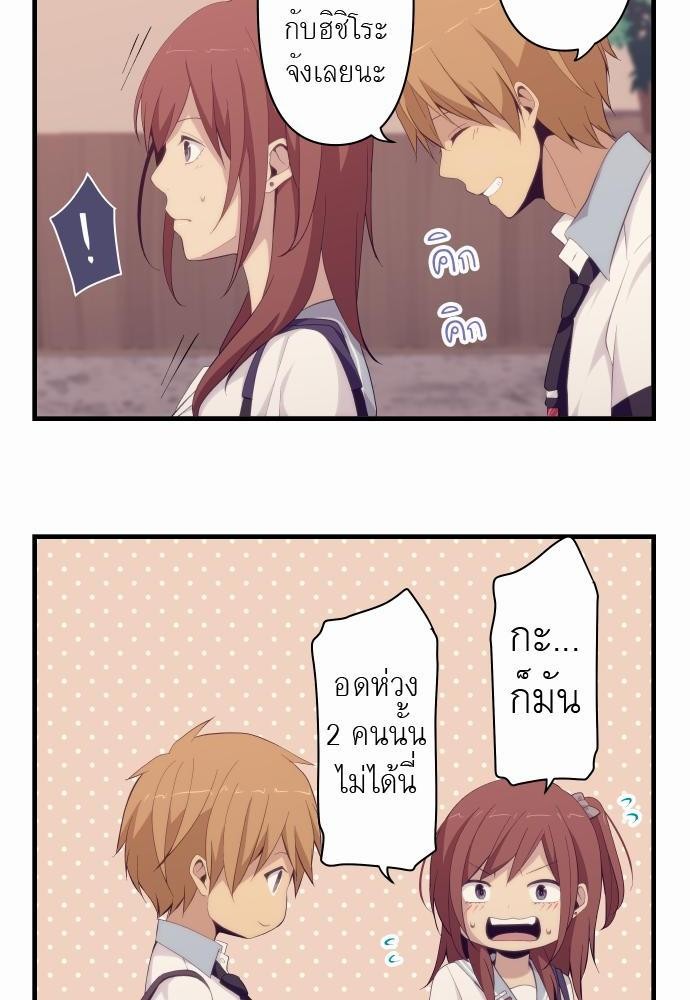 กับฮิชิโระ
จังเลยนะ
!
คิก
คิก
กะ...
ก็มัน
อดห่วง
2 คนนั้น
ไม่ได้นี่